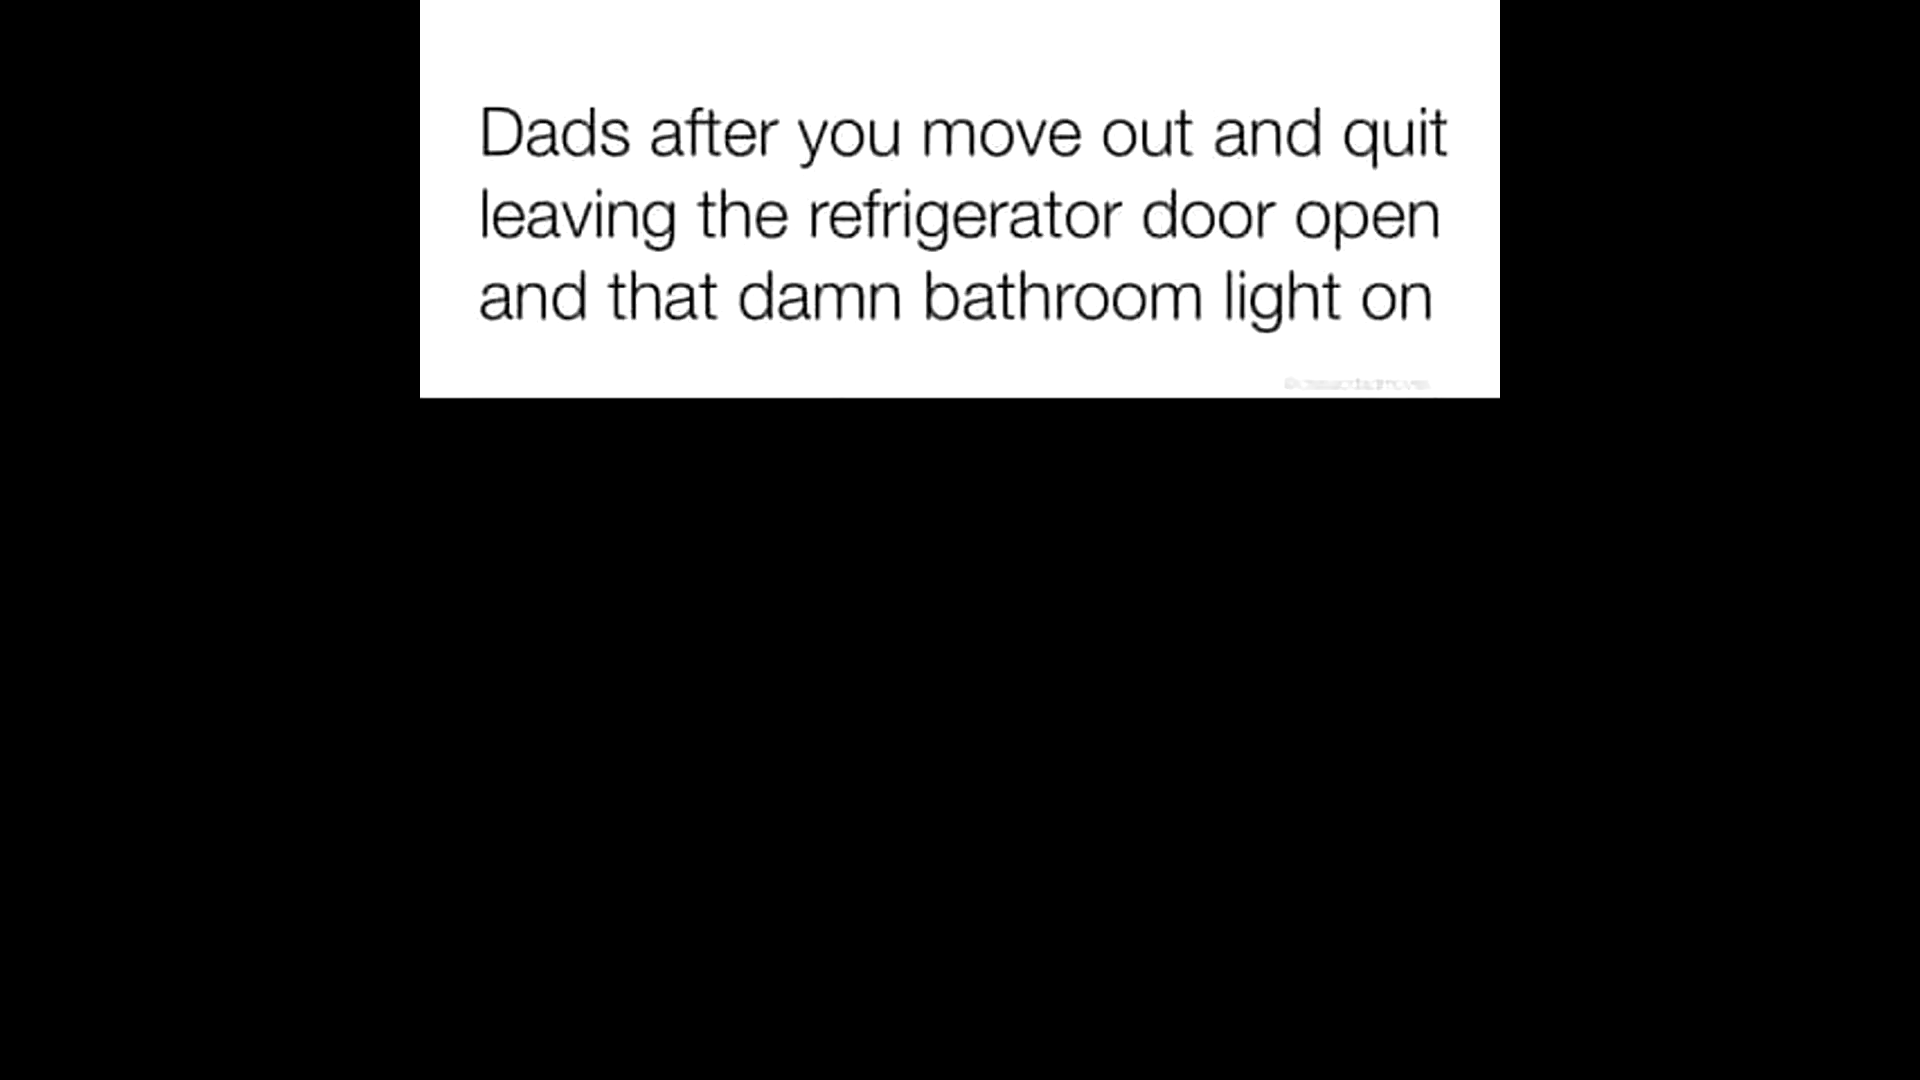 Dads after you move out and quit
leaving the refrigerator door open
and that damn bathroom light on